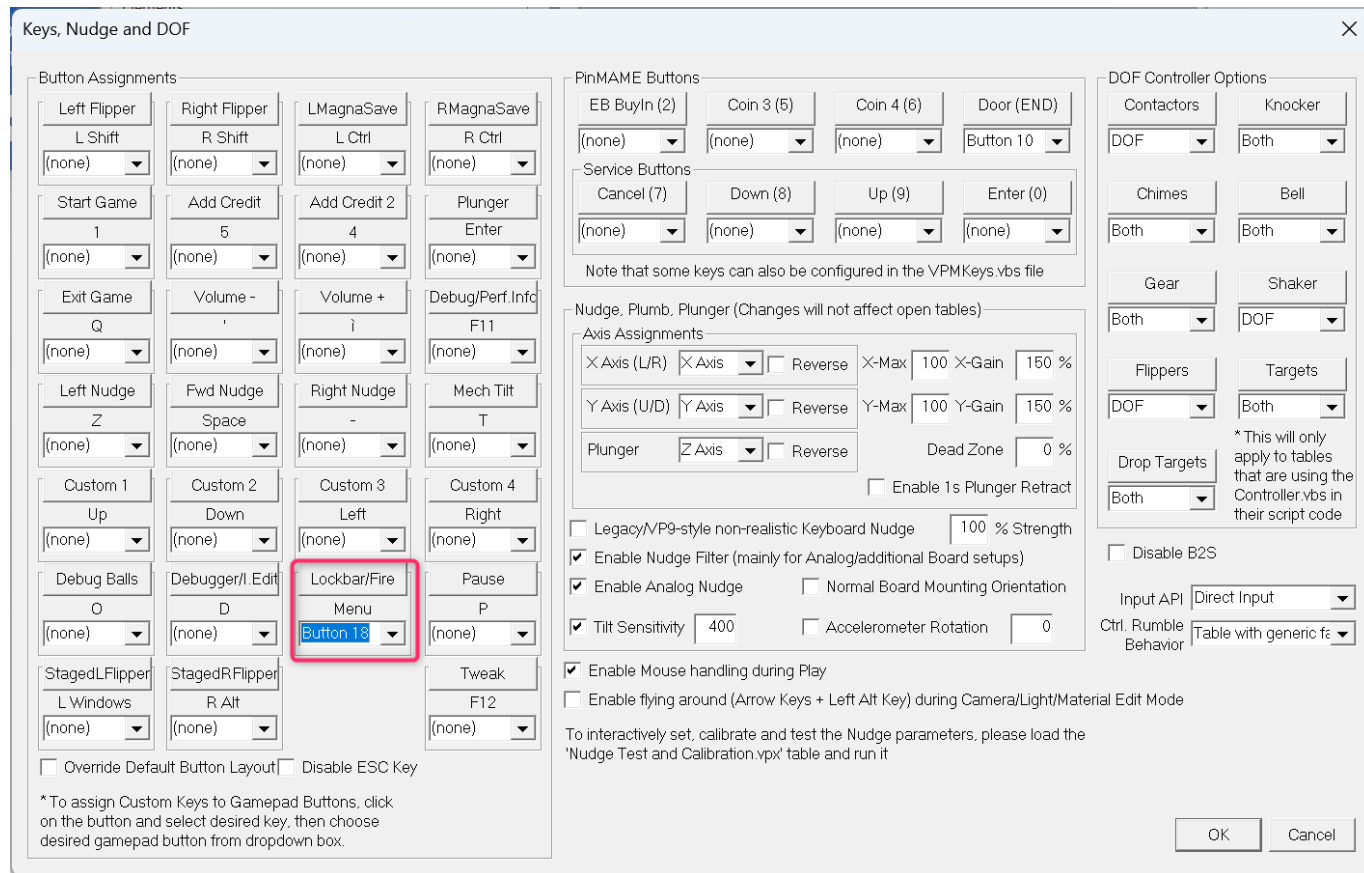 Keys, Nudge and DOF
Button Assignments
Left Flipper Right Flipper LMagnaSave RMagnaSave
L Shift R Shift L Ctrl R Ctrl
(none) (none) (none) (none)
Start Game Add Credit Add Credit 2 Plunger
1 5 4 Enter
(none) (none) (none) (none)
Exit Game Volume - Volume + Debug/Perf.Info
Q ' ì F11
(none) (none) (none) (none)
Left Nudge Fwd Nudge Right Nudge Mech Tilt
Z Space - T
(none) (none) (none) (none)
Custom 1 Custom 2 Custom 3 Custom 4
Up Down Left Right
(none) (none) (none) (none)
Debug Balls Debugger/I.Edit Lockbar/Fire Pause
O D Menu P
(none) (none) Button 18 (none)
StagedLFlipper StagedRFlipper Tweak
L Windows R Alt F12
(none) (none) (none)
Override Default Button Layout Disable ESC Key
* To assign Custom Keys to Gamepad Buttons, click
on the button and select desired key, then choose
desired gamepad button from dropdown box.
PinMAME Buttons
EB BuyIn (2) Coin 3 (5) Coin 4 (6) Door (END)
(none) (none) (none) Button 10
Service Buttons
Cancel (7) Down (8) Up (9) Enter (0)
(none) (none) (none) (none)
Note that some keys can also be configured in the VPMKeys.vbs file
Nudge, Plumb, Plunger (Changes will not affect open tables)
Axis Assignments
X Axis (L/R) X Axis Reverse X-Max 100 X-Gain 150 %
Y Axis (U/D) Y Axis Reverse Y-Max 100 Y-Gain 150 %
Plunger Z Axis Reverse Dead Zone 0 %
Enable 1s Plunger Retract
Legacy/VP9-style non-realistic Keyboard Nudge 100 % Strength
Enable Nudge Filter (mainly for Analog/additional Board setups)
Enable Analog Nudge Normal Board Mounting Orientation
Tilt Sensitivity 400 Accelerometer Rotation 0
Enable Mouse handling during Play
Enable flying around (Arrow Keys + Left Alt Key) during Camera/Light/Material Edit Mode
To interactively set, calibrate and test the Nudge parameters, please load the
'Nudge Test and Calibration.vpx' table and run it
DOF Controller Options
Contactors Knocker
DOF Both
Chimes Bell
Both Both
Gear Shaker
Both DOF
Flippers Targets
DOF Both
Drop Targets
Both
* This will only
apply to tables
that are using the
Controller.vbs in
their script code
Disable B2S
Input API Direct Input
Ctrl. Rumble
Behavior
Table with generic fa
OK Cancel